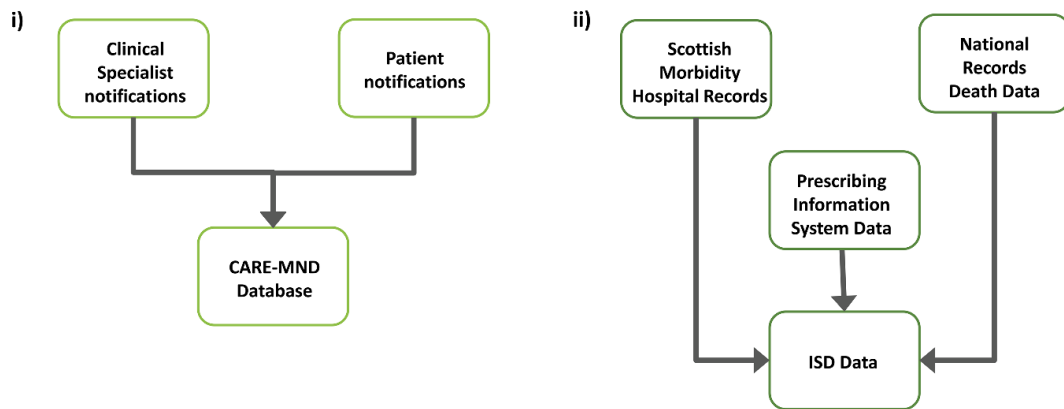 i)
Clinical
Specialist
notifications
Patient
notifications
CARE-MND
Database
ii)
Scottish
Morbidity
Hospital Records
National
Records
Death Data
Prescribing
Information
System Data
ISD Data